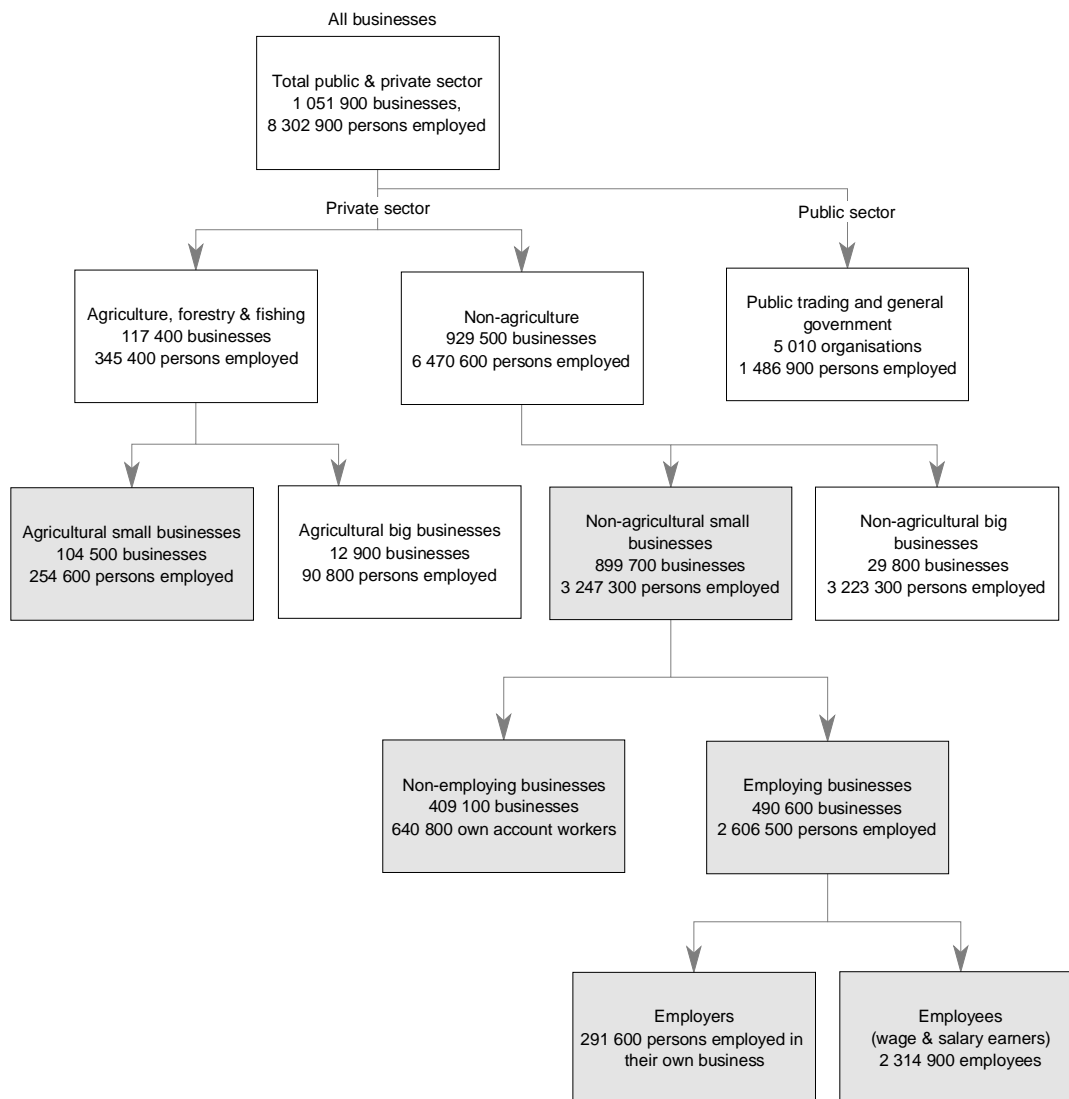 All businesses
Total public & private sector
1 051 900 businesses,
8 302 900 persons employed
Private sector
Public sector
Agriculture, forestry & fishing
117 400 businesses
345 400 persons employed
Non-agriculture
929 500 businesses
6 470 600 persons employed
Public trading and general
government
5 010 organisations
1 486 900 persons employed
Agricultural small businesses
104 500 businesses
254 600 persons employed
Agricultural big businesses
12 900 businesses
90 800 persons employed
Non-agricultural small
businesses
899 700 businesses
3 247 300 persons employed
Non-agricultural big
businesses
29 800 businesses
3 223 300 persons employed
Non-employing businesses
409 100 businesses
640 800 own account workers
Employing businesses
490 600 businesses
2 606 500 persons employed
Employers
291 600 persons employed in
their own business
Employees
(wage & salary earners)
2 314 900 employees